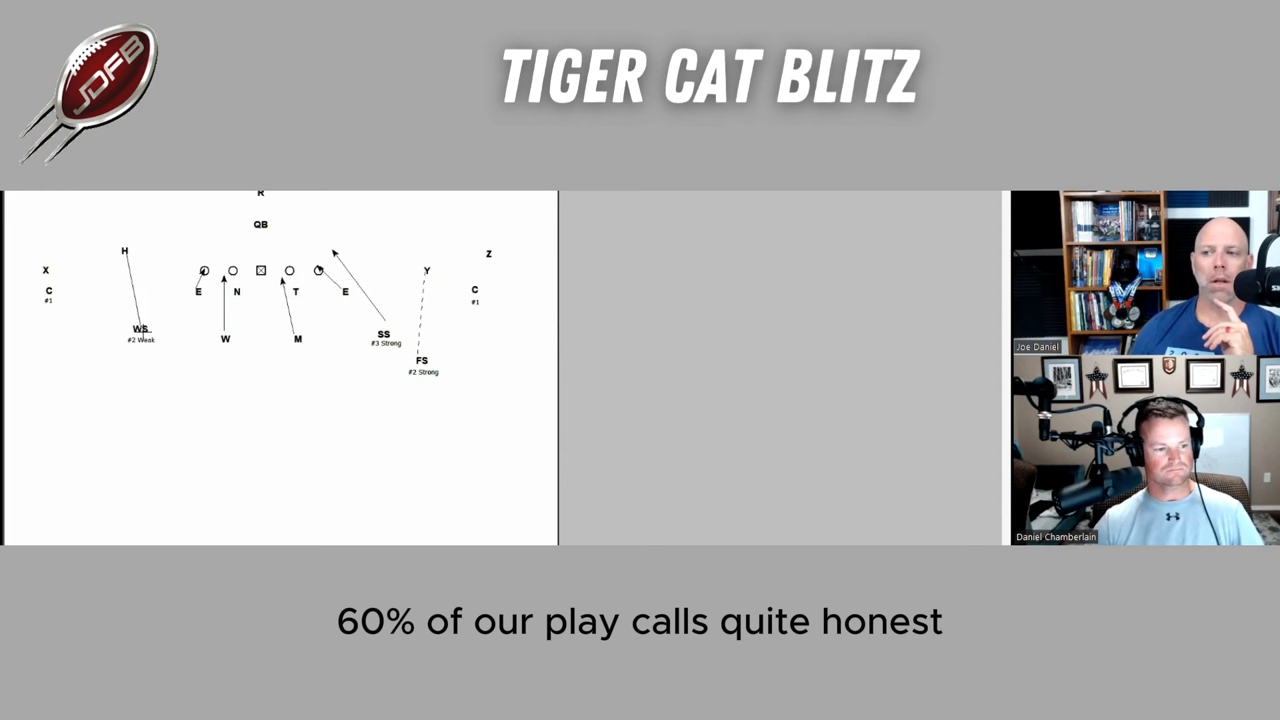 JDFB
TIGER CAT BLITZ
R
QB
H
Z
X
Y
C
#1
E
N
T
E
C
#1
WS
#2 Weak
W
M
SS
#3 Strong
FS
#2 Strong
Joe Daniel
Daniel Chamberlain
60% of our play calls quite honest